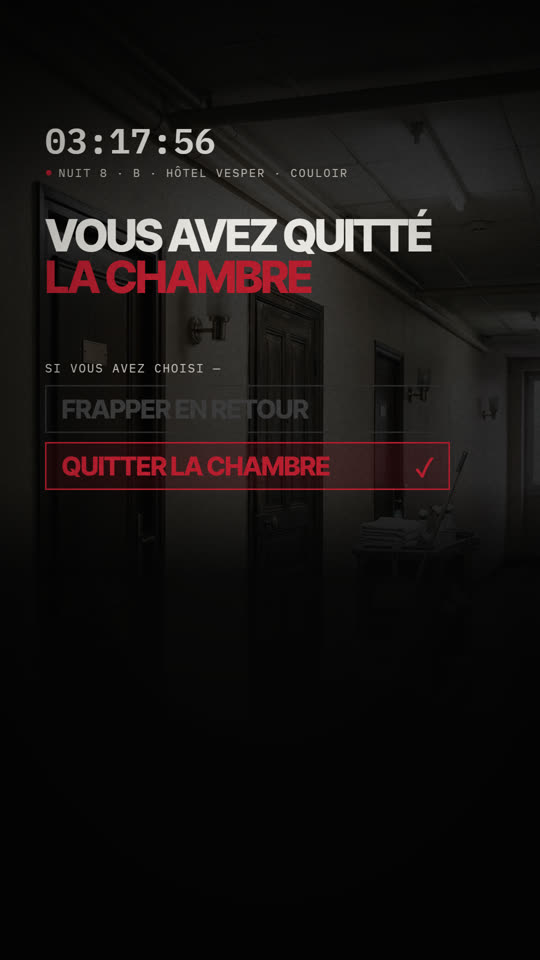 03:17:56
NUIT 8 · B · HÔTEL VESPER · COULOIR
VOUS AVEZ QUITTÉ
LA CHAMBRE
SI VOUS AVEZ CHOISI —
FRAPPER EN RETOUR
QUITTER LA CHAMBRE ✓